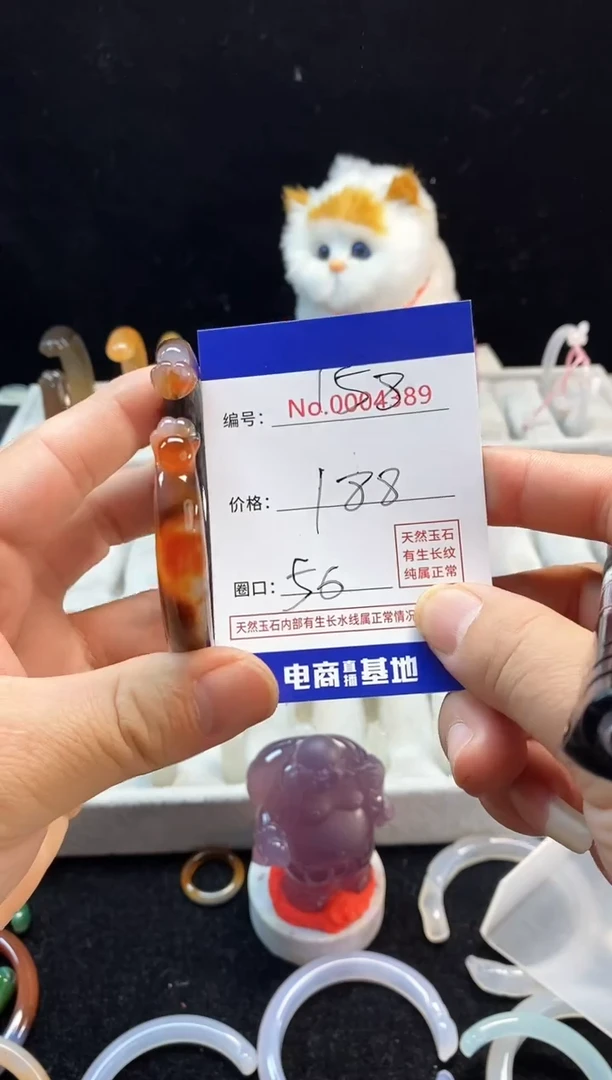 158
编号: No.0004389
价格: 188
天然玉石
有生长纹
纯属正常
圈口: 56
天然玉石内部有生长水线属正常情况
电商直播基地